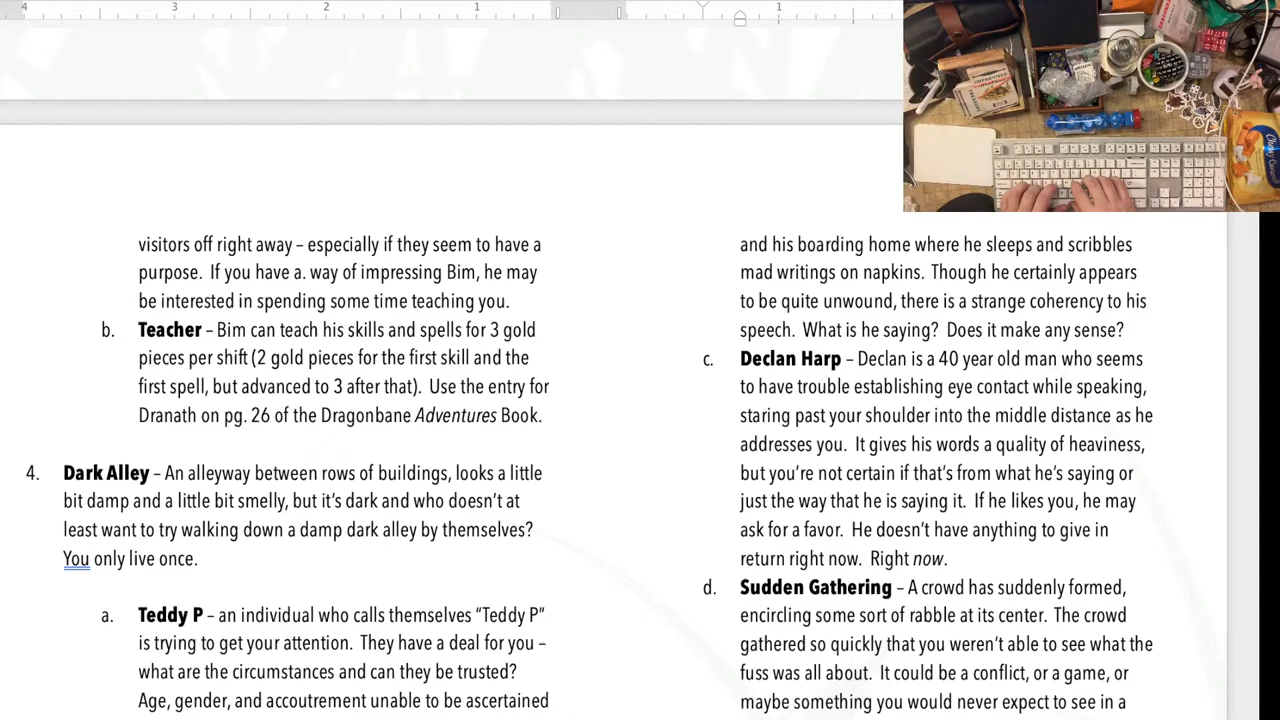 4 3 2 1 1
visitors off right away – especially if they seem to have a
purpose.  If you have a. way of impressing Bim, he may
be interested in spending some time teaching you.
b. Teacher – Bim can teach his skills and spells for 3 gold
pieces per shift (2 gold pieces for the first skill and the
first spell, but advanced to 3 after that).  Use the entry for
Dranath on pg. 26 of the Dragonbane Adventures Book.
4. Dark Alley – An alleyway between rows of buildings, looks a little
bit damp and a little bit smelly, but it's dark and who doesn't at
least want to try walking down a damp dark alley by themselves?
You only live once.
a. Teddy P – an individual who calls themselves “Teddy P”
is trying to get your attention.  They have a deal for you –
what are the circumstances and can they be trusted?
Age, gender, and accoutrement unable to be ascertained
and his boarding home where he sleeps and scribbles
mad writings on napkins.  Though he certainly appears
to be quite unwound, there is a strange coherency to his
speech.  What is he saying?  Does it make any sense?
c. Declan Harp – Declan is a 40 year old man who seems
to have trouble establishing eye contact while speaking,
staring past your shoulder into the middle distance as he
addresses you.  It gives his words a quality of heaviness,
but you're not certain if that's from what he's saying or
just the way that he is saying it.  If he likes you, he may
ask for a favor.  He doesn't have anything to give in
return right now.  Right now.
d. Sudden Gathering – A crowd has suddenly formed,
encircling some sort of rabble at its center.  The crowd
gathered so quickly that you weren't able to see what the
fuss was all about.  It could be a conflict, or a game, or
maybe something you would never expect to see in a